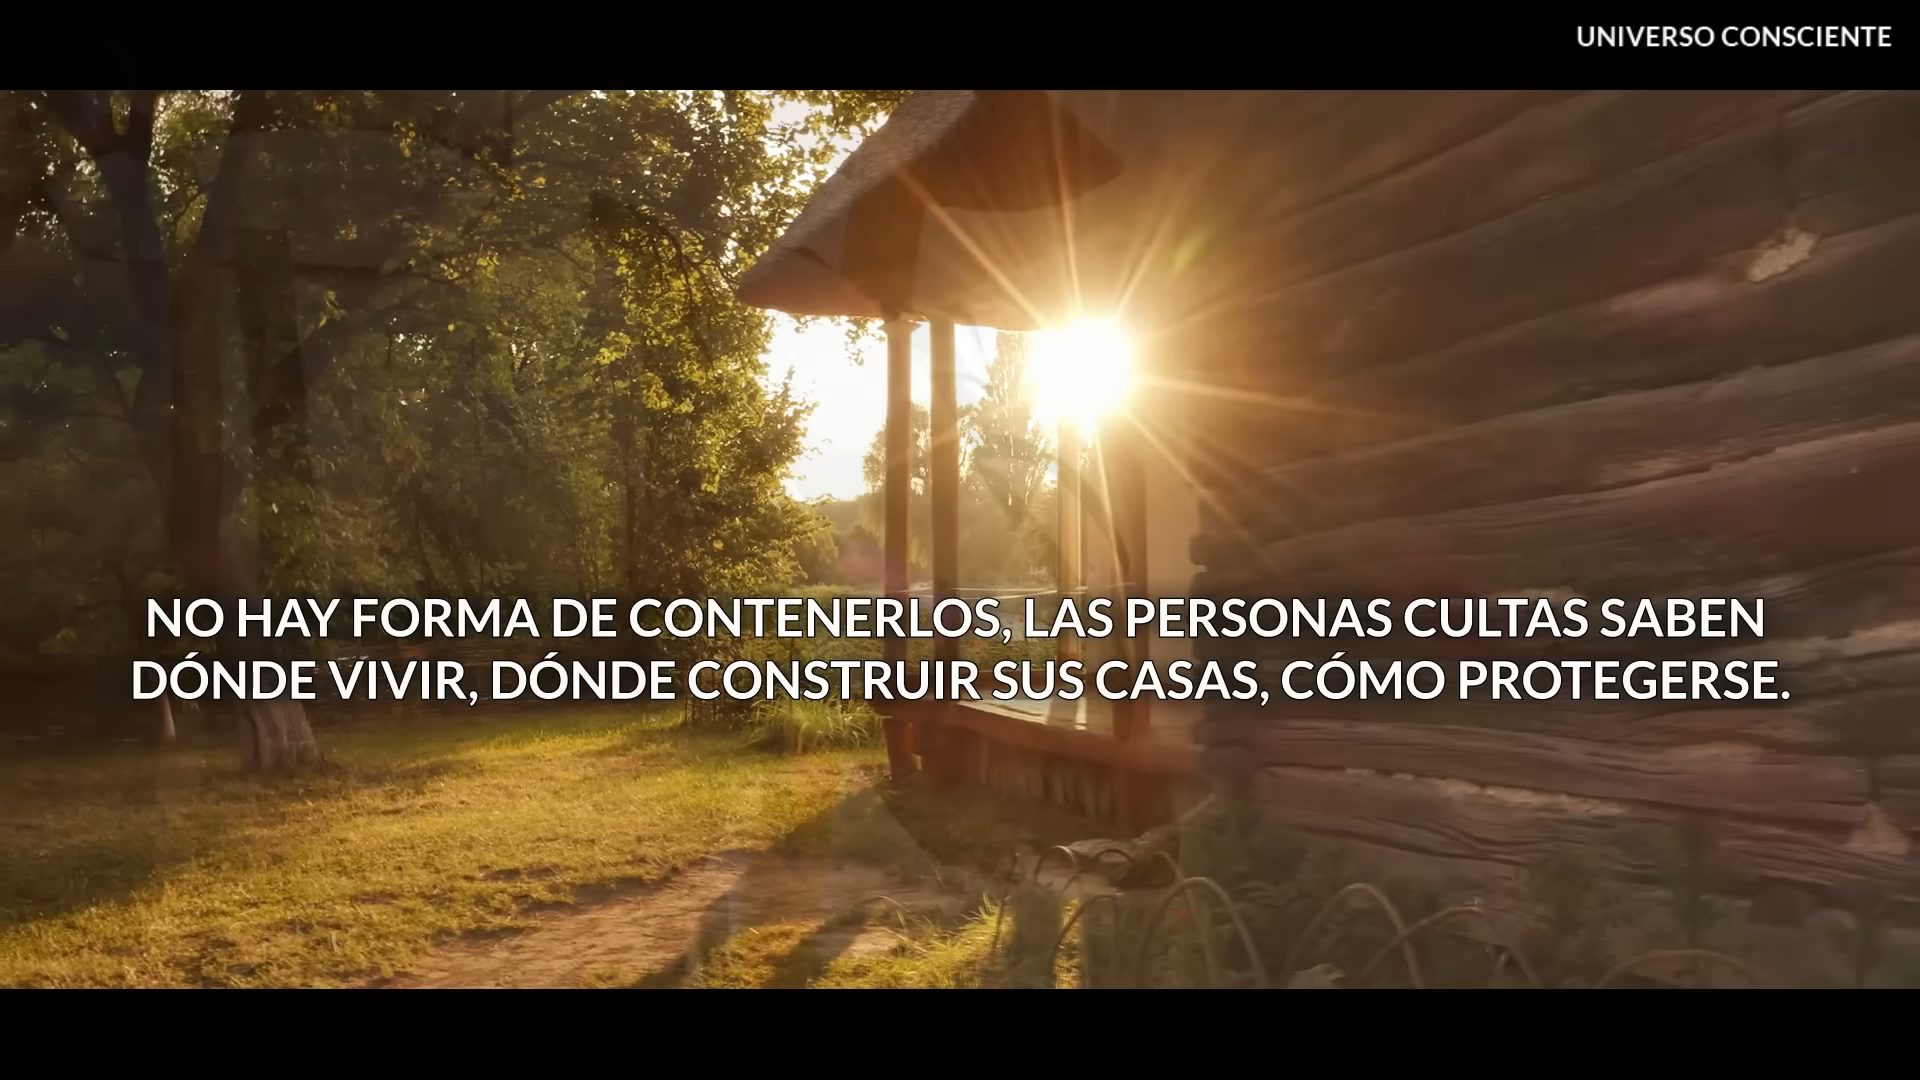 UNIVERSO CONSCIENTE
NO HAY FORMA DE CONTENERLOS, LAS PERSONAS CULTAS SABEN
DÓNDE VIVIR, DÓNDE CONSTRUIR SUS CASAS, CÓMO PROTEGERSE.